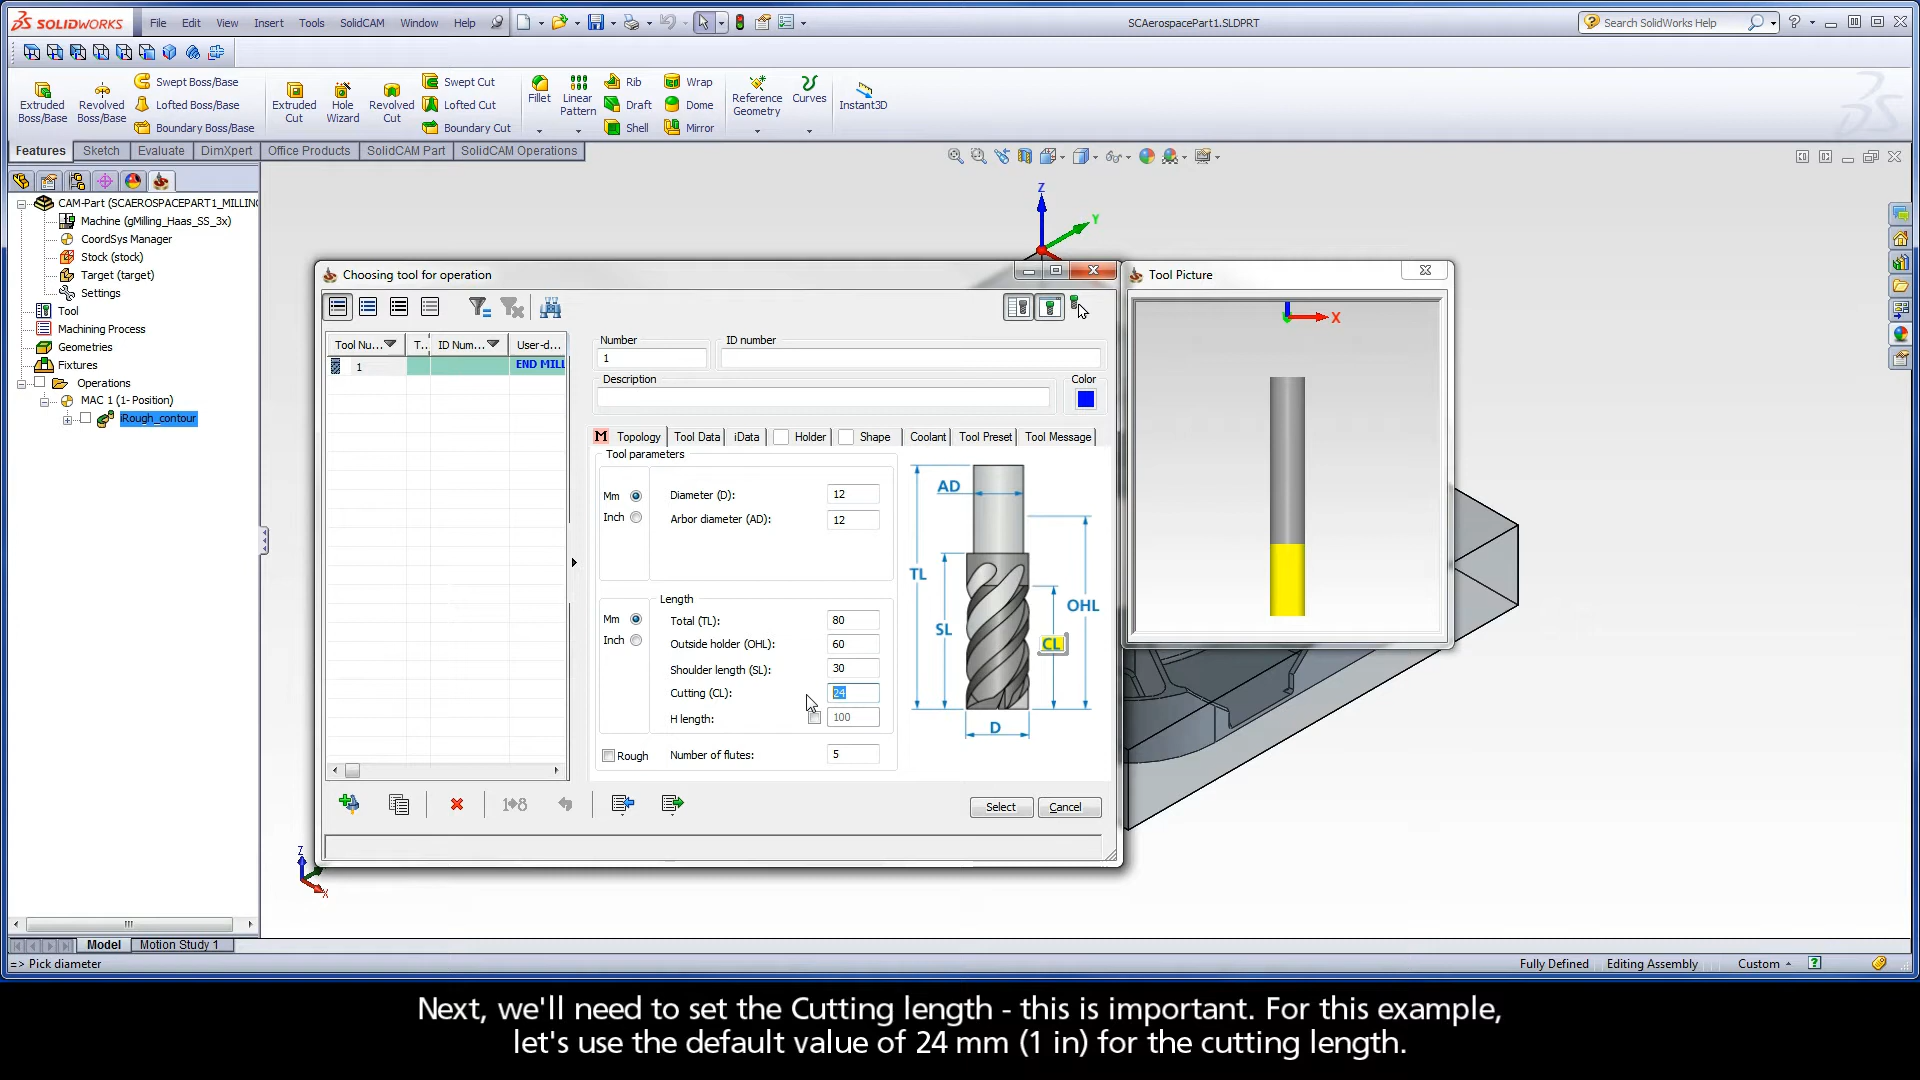 SOLIDWORKS
File Edit View Insert Tools SolidCAM Window Help
SCAerospacePart1.SLDPRT
Search SolidWorks Help
Extruded Boss/Base
Revolved Boss/Base
Swept Boss/Base
Lofted Boss/Base
Boundary Boss/Base
Extruded Cut
Hole Wizard
Revolved Cut
Swept Cut
Lofted Cut
Boundary Cut
Fillet
Linear Pattern
Rib
Draft
Shell
Wrap
Dome
Mirror
Reference Geometry
Curves
Instant3D
Features Sketch Evaluate DimXpert Office Products SolidCAM Part SolidCAM Operations
CAM-Part (SCAEROSPACEPART1_MILLING
Machine (gMilling_Haas_SS_3x)
CoordSys Manager
Stock (stock)
Target (target)
Settings
Tool
Machining Process
Geometries
Fixtures
Operations
MAC 1 (1- Position)
iRough_contour
Z
Y
Choosing tool for operation
Tool Nu... T.. ID Num... User-d...
1 END MILL
Number
1
ID number
Description
Color
M Topology Tool Data iData Holder Shape Coolant Tool Preset Tool Message
Tool parameters
Mm
Inch
Diameter (D): 12
Arbor diameter (AD): 12
Length
Mm
Inch
Total (TL): 80
Outside holder (OHL): 60
Shoulder length (SL): 30
Cutting (CL): 24
H length: 100
Rough
Number of flutes: 5
AD
TL
OHL
SL
CL
D
Select Cancel
Tool Picture
X
Z
X
Model Motion Study 1
=> Pick diameter
Fully Defined Editing Assembly Custom
Next, we'll need to set the Cutting length - this is important. For this example,
let's use the default value of 24 mm (1 in) for the cutting length.